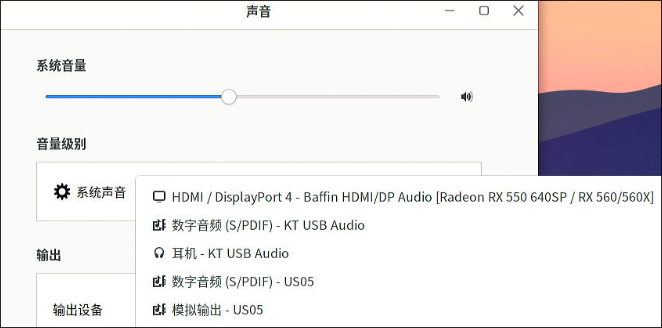 声音
系统音量
音量级别
系统声音
HDMI / DisplayPort 4 - Baffin HDMI/DP Audio [Radeon RX 550 640SP / RX 560/560X]
数字音频 (S/PDIF) - KT USB Audio
耳机 - KT USB Audio
输出
数字音频 (S/PDIF) - US05
输出设备
模拟输出 - US05